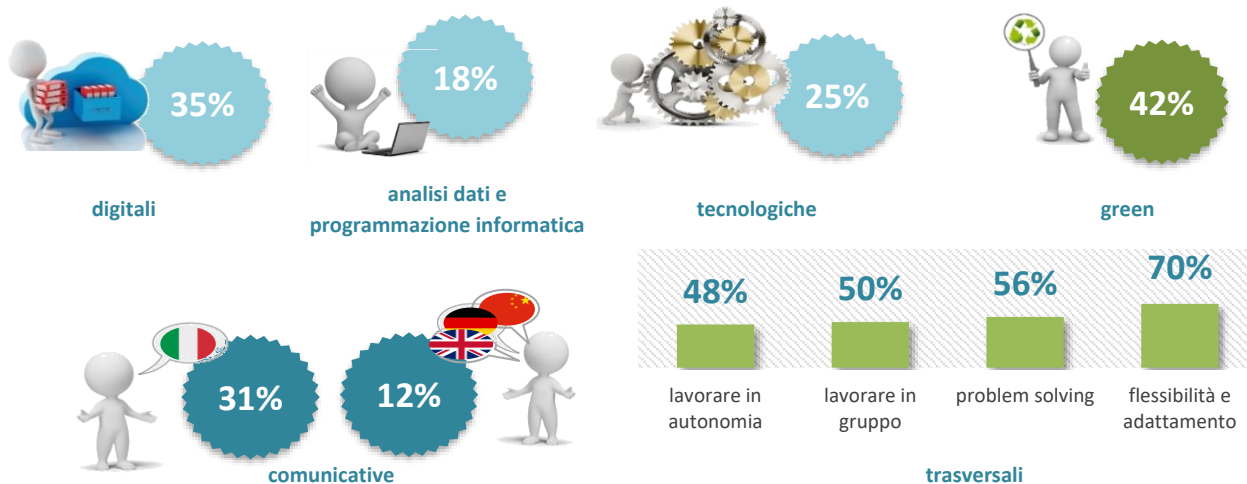 35%
18%
25%
42%
digitali
analisi dati e
programmazione informatica
tecnologiche
green
31%
12%
comunicative
48%
50%
56%
70%
lavorare in
autonomia
lavorare in
gruppo
problem solving
flessibilità e
adattamento
trasversali